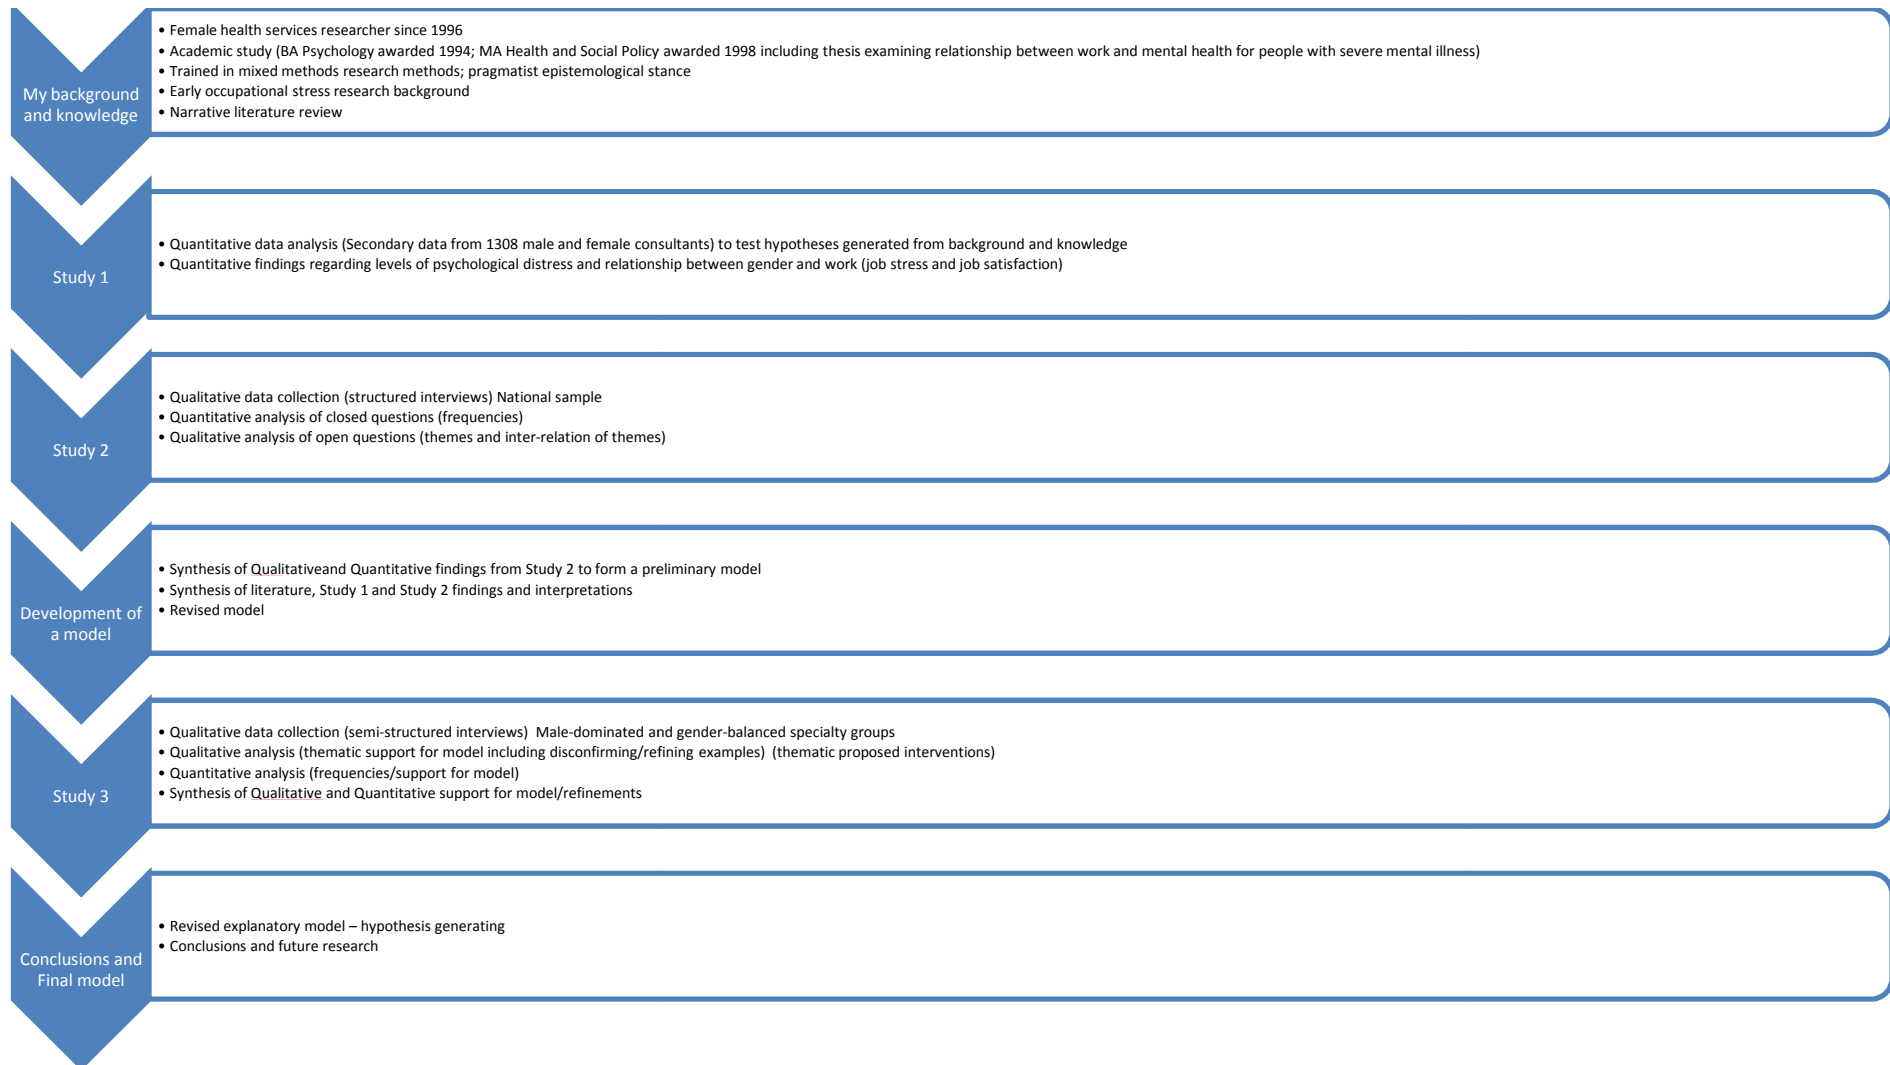 My background
and knowledge
• Female health services researcher since 1996
• Academic study (BA Psychology awarded 1994; MA Health and Social Policy awarded 1998 including thesis examining relationship between work and mental health for people with severe mental illness)
• Trained in mixed methods research methods; pragmatist epistemological stance
• Early occupational stress research background
• Narrative literature review
Study 1
• Quantitative data analysis (Secondary data from 1308 male and female consultants) to test hypotheses generated from background and knowledge
• Quantitative findings regarding levels of psychological distress and relationship between gender and work (job stress and job satisfaction)
Study 2
• Qualitative data collection (structured interviews) National sample
• Quantitative analysis of closed questions (frequencies)
• Qualitative analysis of open questions (themes and inter-relation of themes)
Development of
a model
• Synthesis of Qualitativeand Quantitative findings from Study 2 to form a preliminary model
• Synthesis of literature, Study 1 and Study 2 findings and interpretations
• Revised model
Study 3
• Qualitative data collection (semi-structured interviews)  Male-dominated and gender-balanced specialty groups
• Qualitative analysis (thematic support for model including disconfirming/refining examples)  (thematic proposed interventions)
• Quantitative analysis (frequencies/support for model)
• Synthesis of Qualitative and Quantitative support for model/refinements
Conclusions and
Final model
• Revised explanatory model – hypothesis generating
• Conclusions and future research